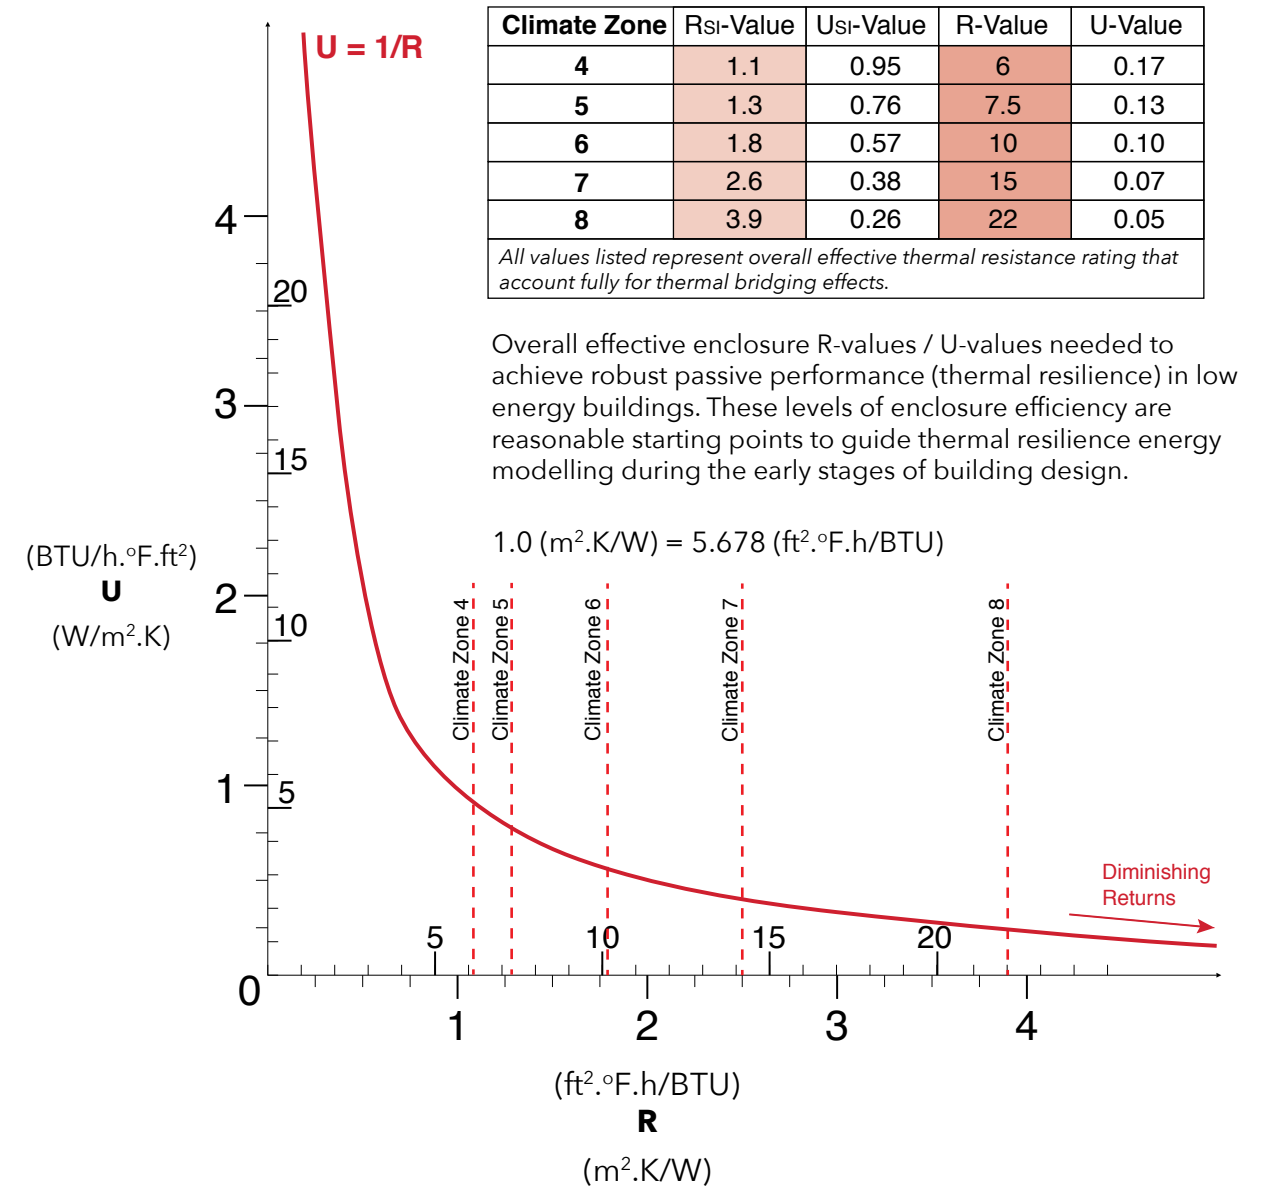 U = 1/R
Climate Zone RSI-Value USI-Value R-Value U-Value
4 1.1 0.95 6 0.17
5 1.3 0.76 7.5 0.13
6 1.8 0.57 10 0.10
7 2.6 0.38 15 0.07
8 3.9 0.26 22 0.05
All values listed represent overall effective thermal resistance rating that
account fully for thermal bridging effects.
Overall effective enclosure R-values / U-values needed to
achieve robust passive performance (thermal resilience) in low
energy buildings. These levels of enclosure efficiency are
reasonable starting points to guide thermal resilience energy
modelling during the early stages of building design.
1.0 (m².K/W) = 5.678 (ft².ºF.h/BTU)
4
3
2
1
0
20
15
10
5
(BTU/h.ºF.ft²)
U
(W/m².K)
Climate Zone 4
Climate Zone 5
Climate Zone 6
Climate Zone 7
Climate Zone 8
Diminishing
Returns
5 10 15 20
1 2 3 4
(ft².ºF.h/BTU)
R
(m².K/W)